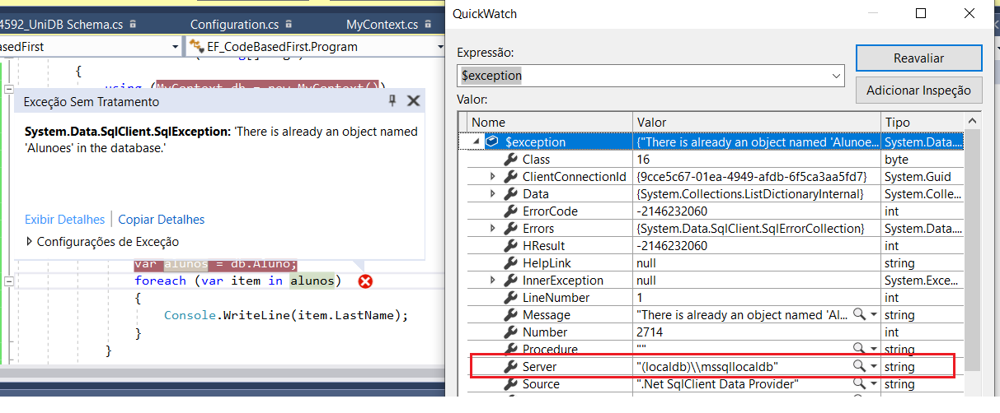 4592_UniDB Schema.cs
Configuration.cs
MyContext.cs
asedFirst
EF_CodeBasedFirst.Program
{
using (MyContext db = new MyContext())
Exceção Sem Tratamento
System.Data.SqlClient.SqlException: 'There is already an object named
'Alunoes' in the database.'
Exibir Detalhes
Copiar Detalhes
Configurações de Exceção
var alunos = db.Aluno;
foreach (var item in alunos)
{
Console.WriteLine(item.LastName);
}
}
QuickWatch
Expressão:
$exception
Reavaliar
Adicionar Inspeção
Valor:
Nome Valor Tipo
$exception {"There is already an object named 'Alunoe... System.Data....
Class 16 byte
ClientConnectionId {9cce5c67-01ea-4949-afdb-6f5ca3aa5fd7} System.Guid
Data {System.Collections.ListDictionaryInternal} System.Colle...
ErrorCode -2146232060 int
Errors {System.Data.SqlClient.SqlErrorCollection} System.Data....
HResult -2146232060 int
HelpLink null string
InnerException null System.Exce...
LineNumber 1 int
Message "There is already an object named 'Al... string
Number 2714 int
Procedure "" string
Server "(localdb)\\mssqllocaldb" string
Source ".Net SqlClient Data Provider" string